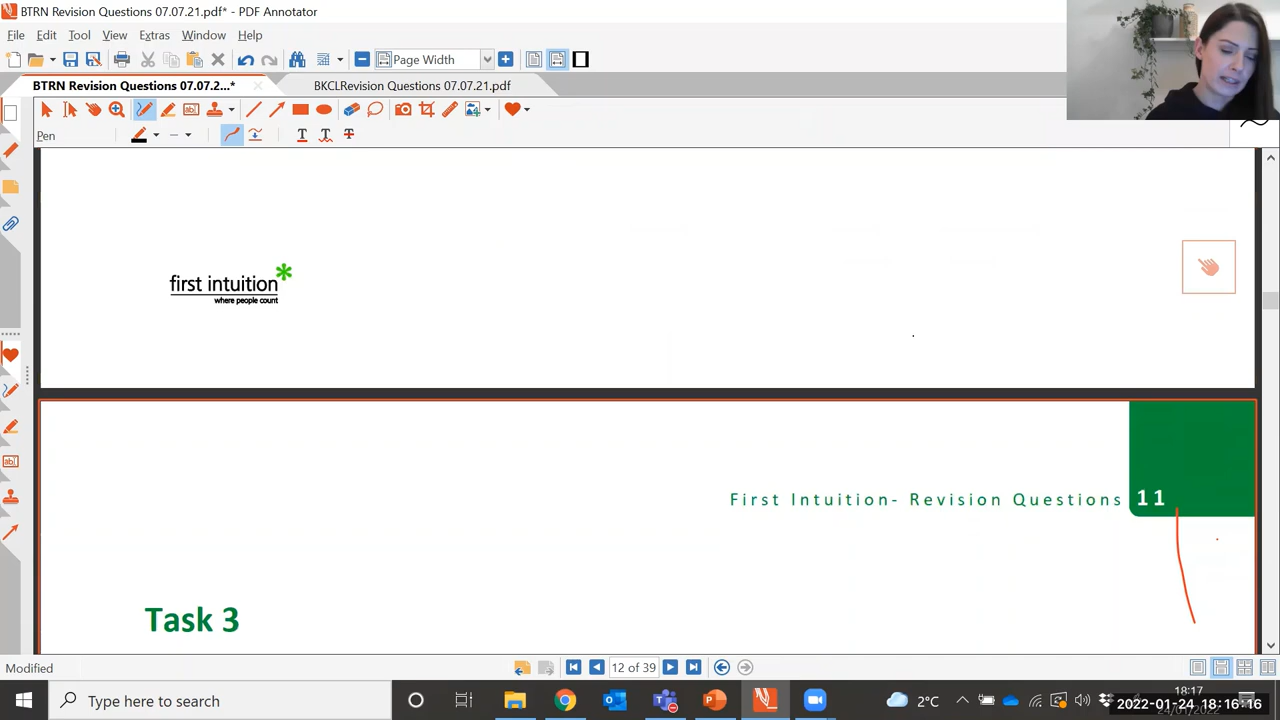 BTRN Revision Questions 07.07.21.pdf* - PDF Annotator
File Edit Tool View Extras Window Help
Page Width
BTRN Revision Questions 07.07.2...*
BKCLRevision Questions 07.07.21.pdf
Pen
first intuition*
where people count
First Intuition- Revision Questions 11
Task 3
12 of 39
Modified
Type here to search
2°C
18:17
2022-01-24 18:16:16
24/01/2022